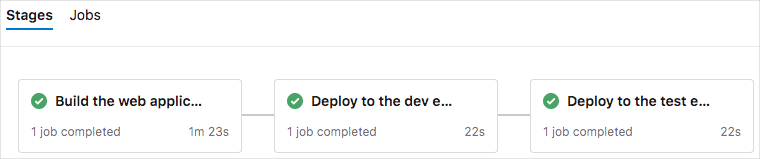 Stages Jobs
Build the web applic... Deploy to the dev e... Deploy to the test e...
1 job completed 1m 23s 1 job completed 22s 1 job completed 22s